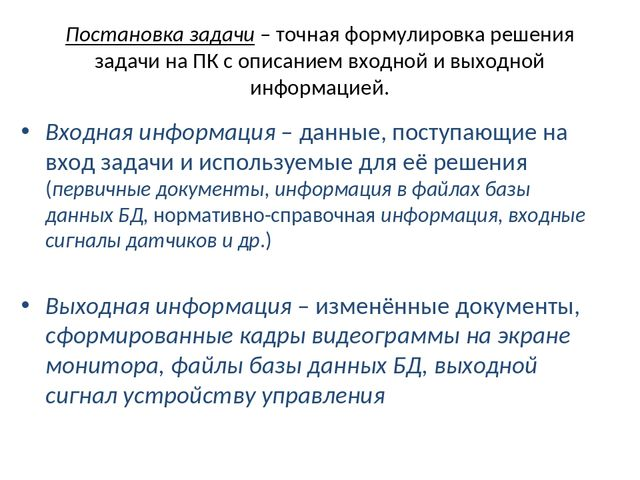 Постановка задачи – точная формулировка решения
задачи на ПК с описанием входной и выходной
информацией.
• Входная информация – данные, поступающие на
вход задачи и используемые для её решения
(первичные документы, информация в файлах базы
данных БД, нормативно-справочная информация, входные
сигналы датчиков и др.)
• Выходная информация – изменённые документы,
сформированные кадры видеограммы на экране
монитора, файлы базы данных БД, выходной
сигнал устройству управления